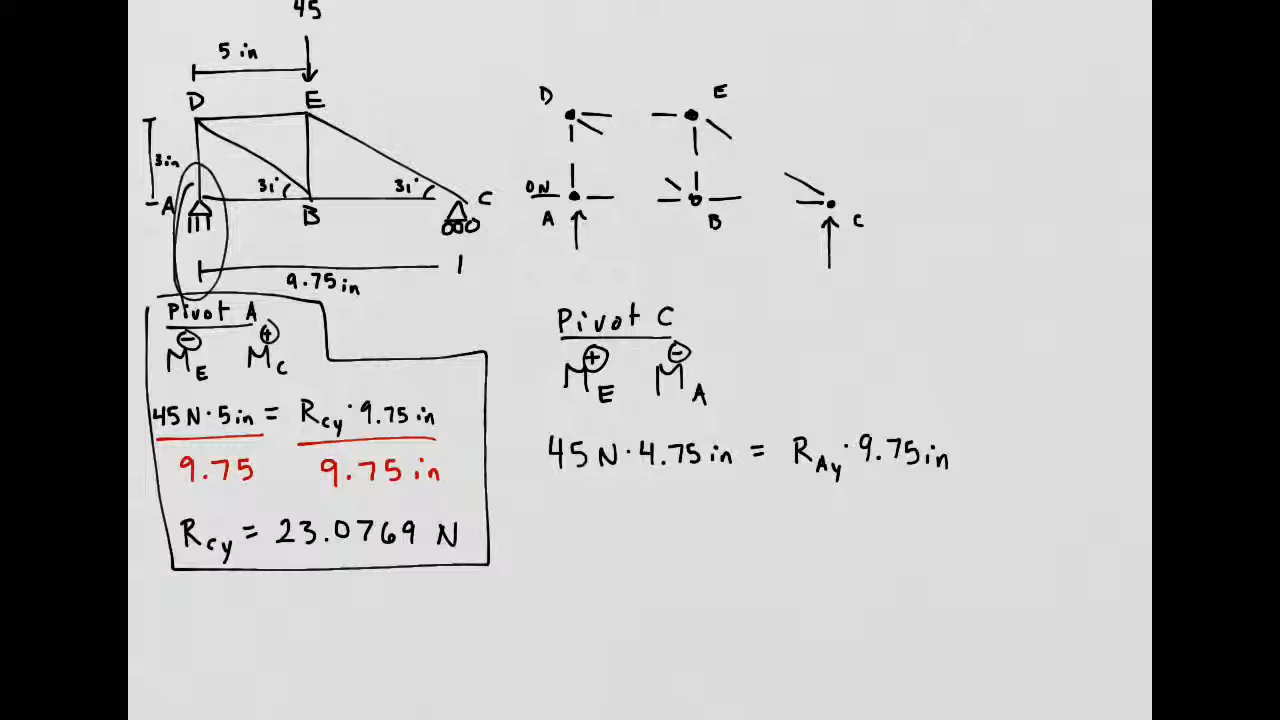 45
5 in
D E
3in
31° 31°
A B C
9.75 in
D E
0N
A B C
Pivot A
− +
M_E M_C
45 N · 5 in = R_Cy · 9.75 in
9.75 9.75 in
R_Cy = 23.0769 N
Pivot C
+ −
M_E M_A
45 N · 4.75 in = R_Ay · 9.75 in